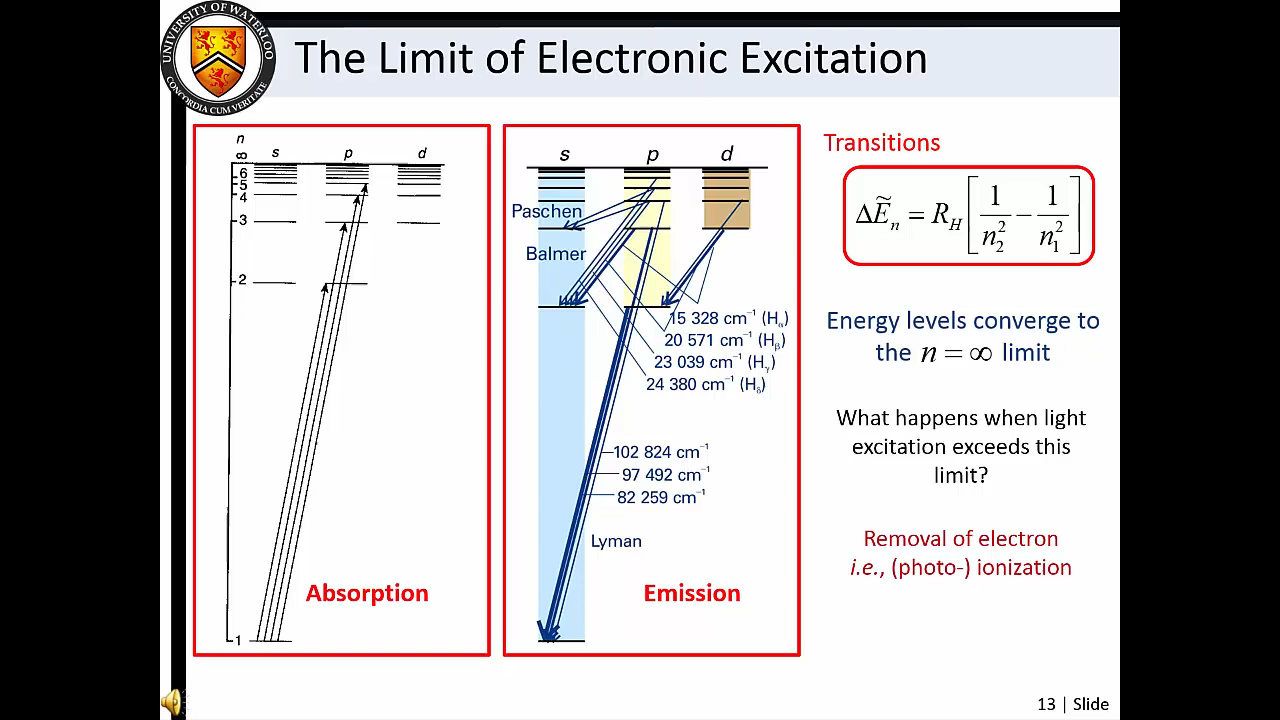 UNIVERSITY OF WATERLOO
CONCORDIA CUM VERITATE
The Limit of Electronic Excitation
n
∞
s p d
6
5
4
3
2
1
Absorption
s p d
Paschen
Balmer
15 328 cm⁻¹ (Hα)
20 571 cm⁻¹ (Hβ)
23 039 cm⁻¹ (Hγ)
24 380 cm⁻¹ (Hδ)
102 824 cm⁻¹
97 492 cm⁻¹
82 259 cm⁻¹
Lyman
Emission
Transitions
ΔẼₙ = R_H [1/n₂² − 1/n₁²]
Energy levels converge to
the n = ∞ limit
What happens when light
excitation exceeds this
limit?
Removal of electron
i.e., (photo-) ionization
13 | Slide